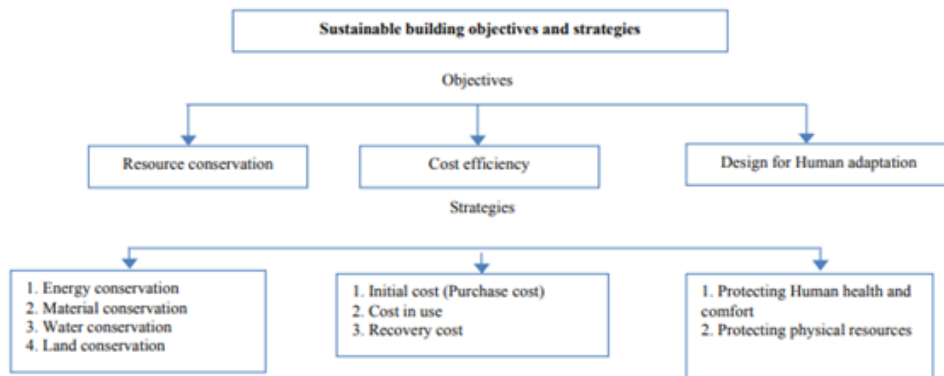 Sustainable building objectives and strategies
Objectives
Resource conservation
Cost efficiency
Design for Human adaptation
Strategies
1. Energy conservation
2. Material conservation
3. Water conservation
4. Land conservation
1. Initial cost (Purchase cost)
2. Cost in use
3. Recovery cost
1. Protecting Human health and
comfort
2. Protecting physical resources